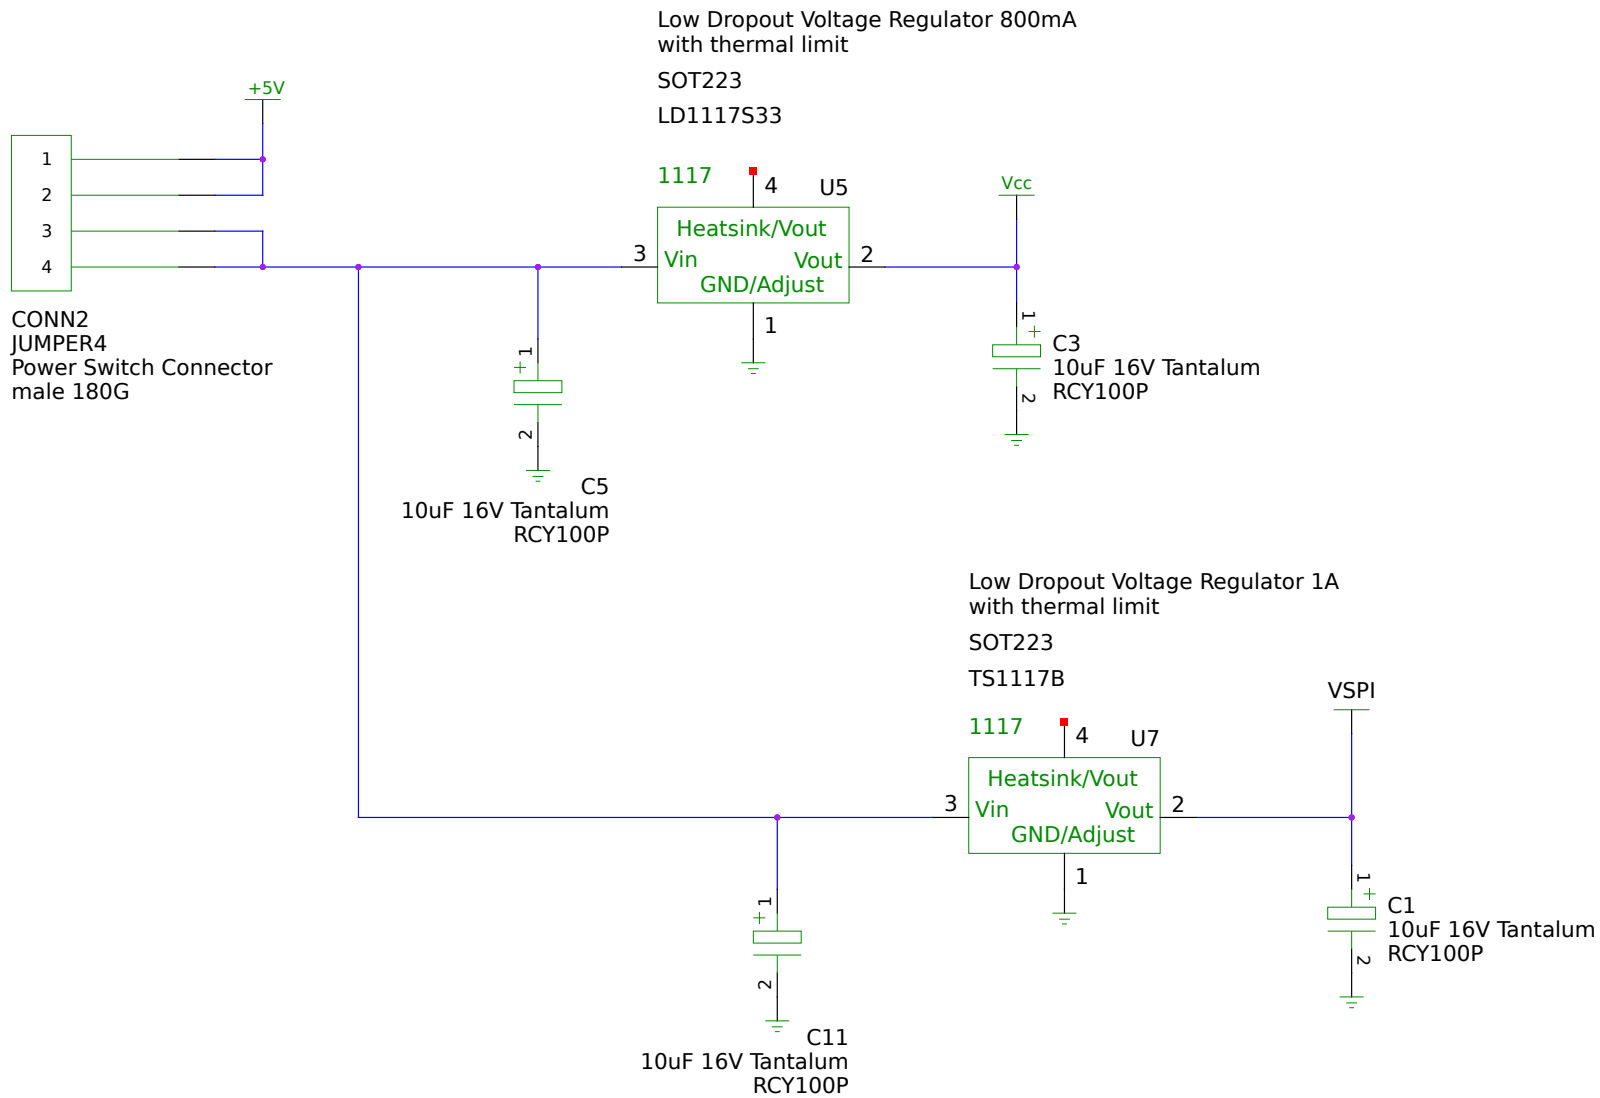 Low Dropout Voltage Regulator 800mA
with thermal limit
SOT223
LD1117S33
+5V
1
2
3
4
CONN2
JUMPER4
Power Switch Connector
male 180G
1117
4
U5
Heatsink/Vout
3
Vin
Vout
2
GND/Adjust
1
Vcc
1
+
C3
10uF 16V Tantalum
RCY100P
2
1
+
2
C5
10uF 16V Tantalum
RCY100P
Low Dropout Voltage Regulator 1A
with thermal limit
SOT223
TS1117B
1117
4
U7
Heatsink/Vout
3
Vin
Vout
2
GND/Adjust
1
VSPI
1
+
C1
10uF 16V Tantalum
RCY100P
2
1
+
2
C11
10uF 16V Tantalum
RCY100P